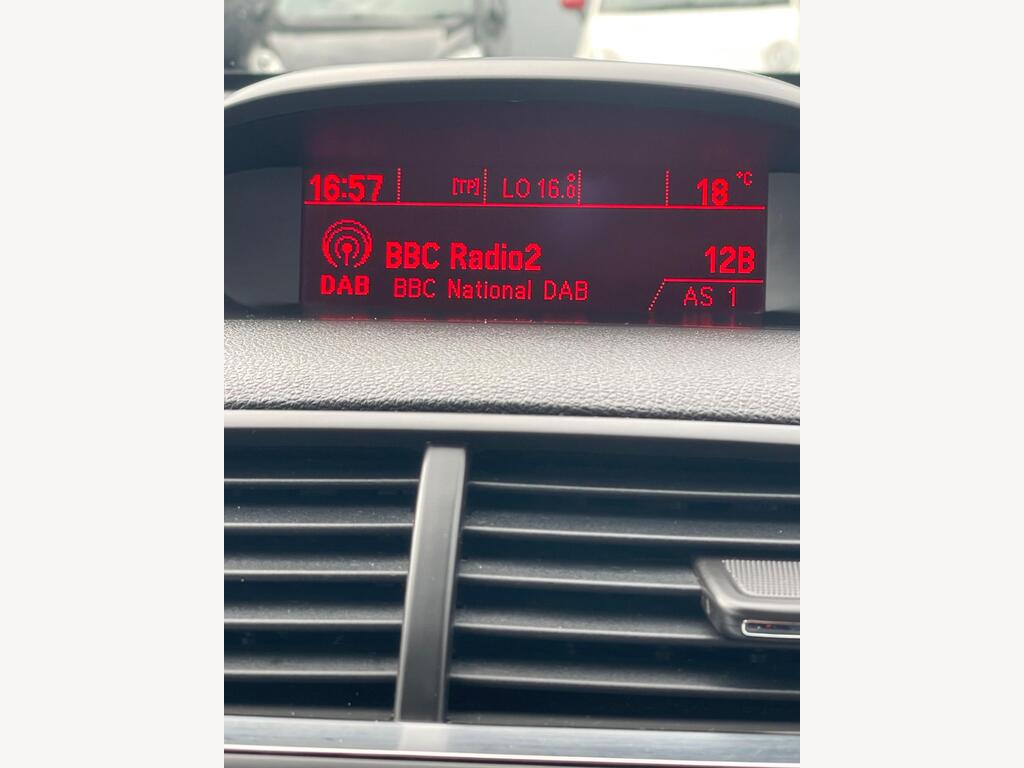 16:57 [TP] LO 16.0° 18 °C
BBC Radio2 12B
DAB BBC National DAB AS 1